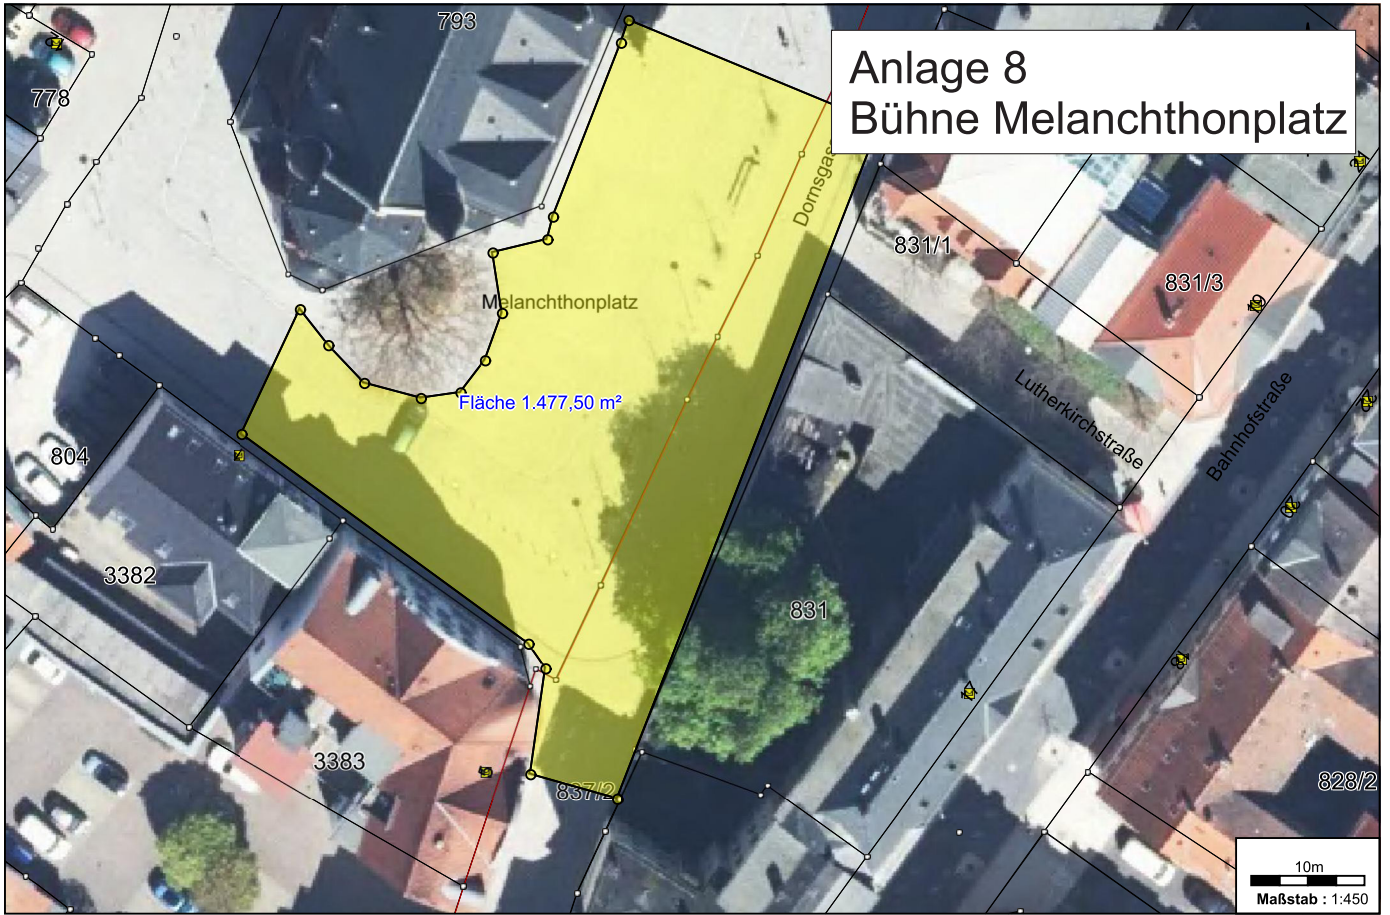 793
Anlage 8
Bühne Melanchthonplatz
778
Dornsgas
831/1
831/3
Melanchthonplatz
Lutherkirchstraße
Bahnhofstraße
Fläche 1.477,50 m²
804
3382
831
3383
837/2
828/2
10m
Maßstab : 1:450